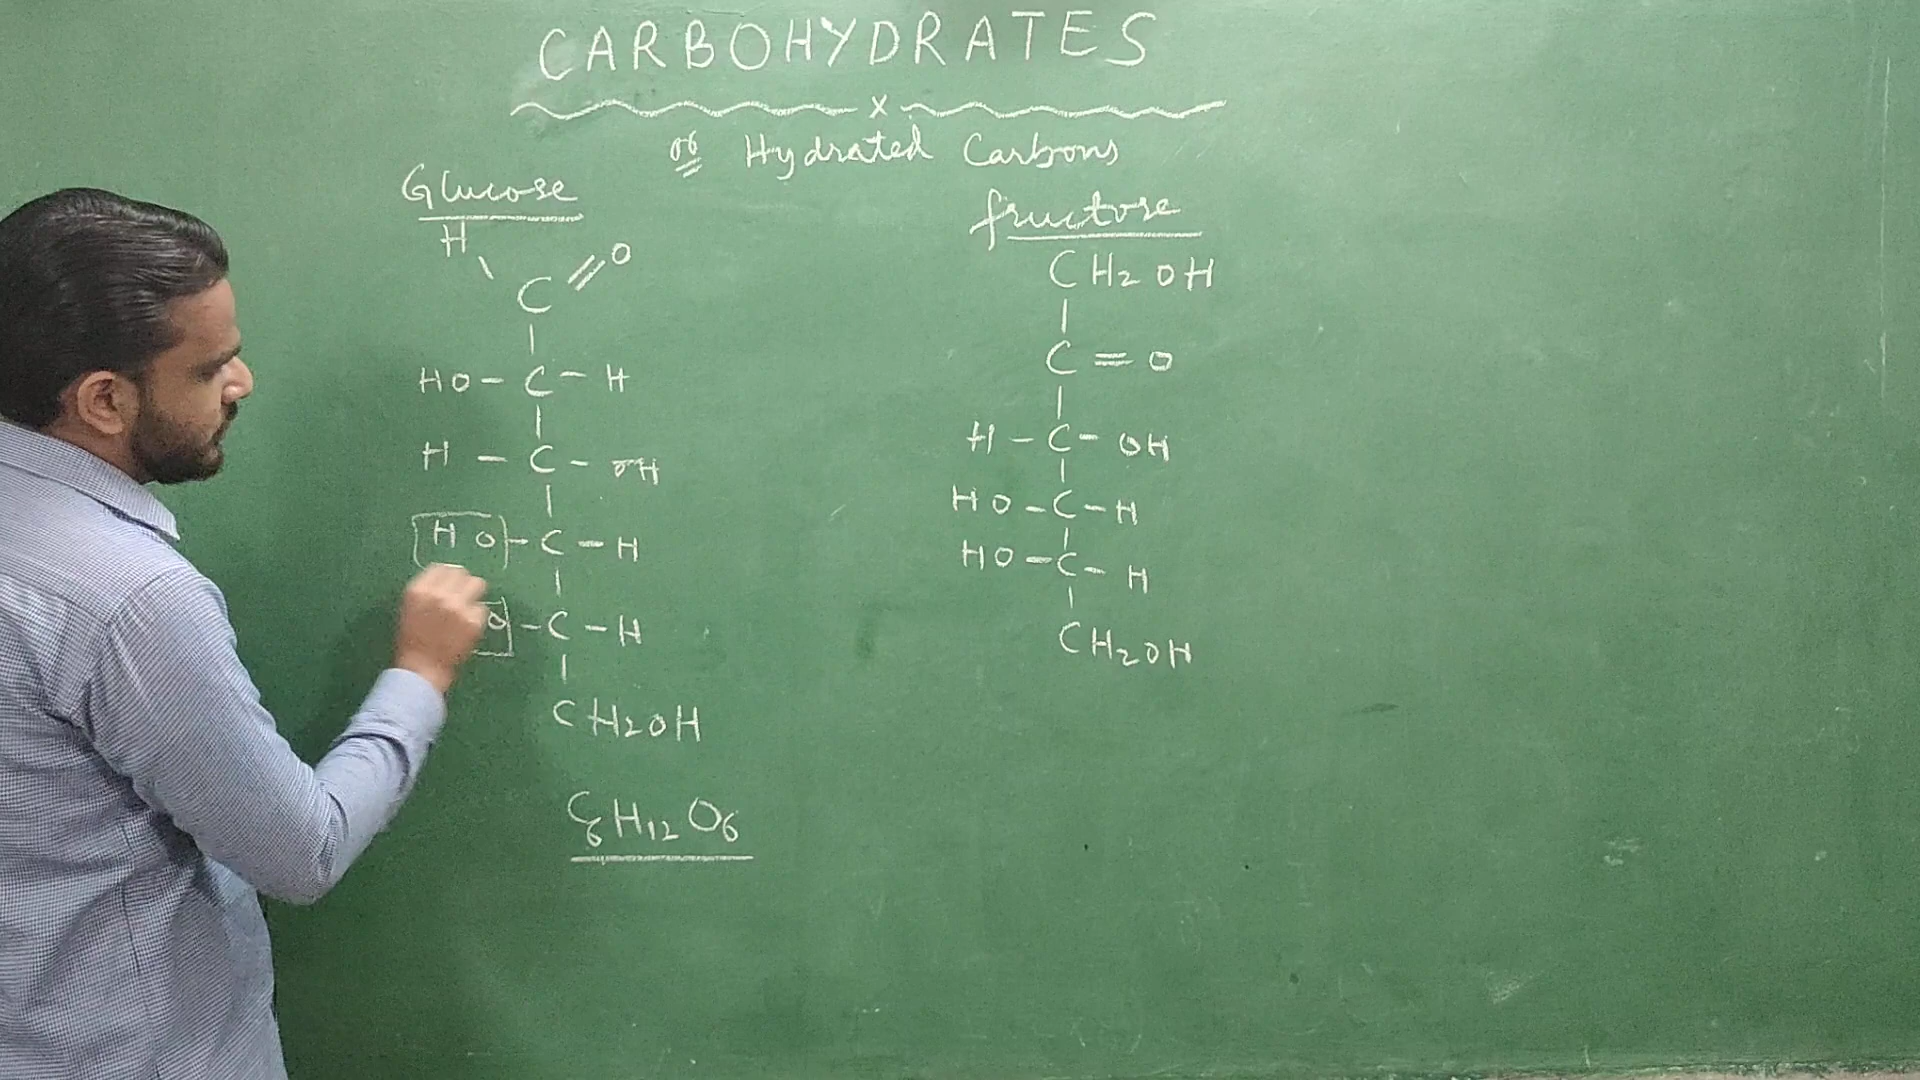 CARBOHYDRATES
x
or Hydrated Carbons
Glucose
H
C = O
HO - C - H
H - C - OH
HO - C - H
O - C - H
CH2OH
C6H12O6
fructose
CH2OH
C = O
H - C - OH
HO - C - H
HO - C - H
CH2OH